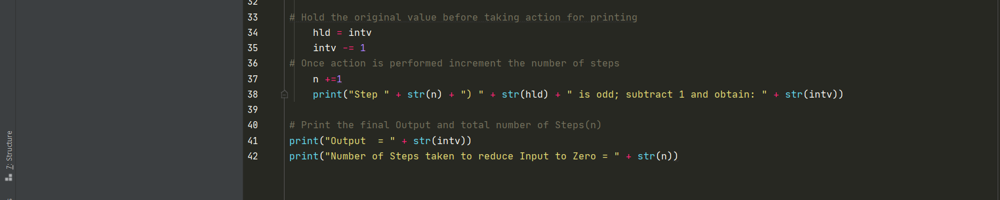 32
33 # Hold the original value before taking action for printing
34 hld = intv
35 intv -= 1
36 # Once action is performed increment the number of steps
37 n +=1
38 print("Step " + str(n) + ") " + str(hld) + " is odd; subtract 1 and obtain: " + str(intv))
39
40 # Print the final Output and total number of Steps(n)
41 print("Output  = " + str(intv))
42 print("Number of Steps taken to reduce Input to Zero = " + str(n))
7: Structure